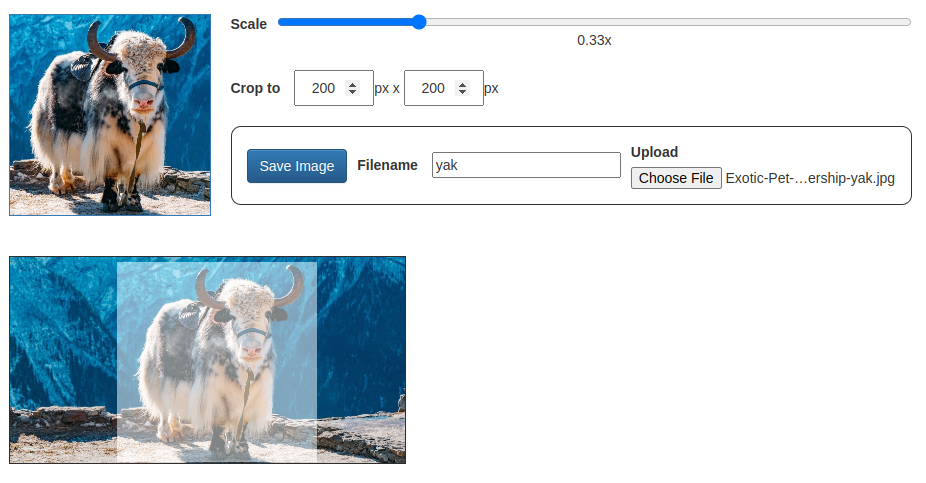 Scale
0.33x
Crop to 200 px x 200 px
Upload
Save Image Filename yak
Choose File Exotic-Pet-...ership-yak.jpg